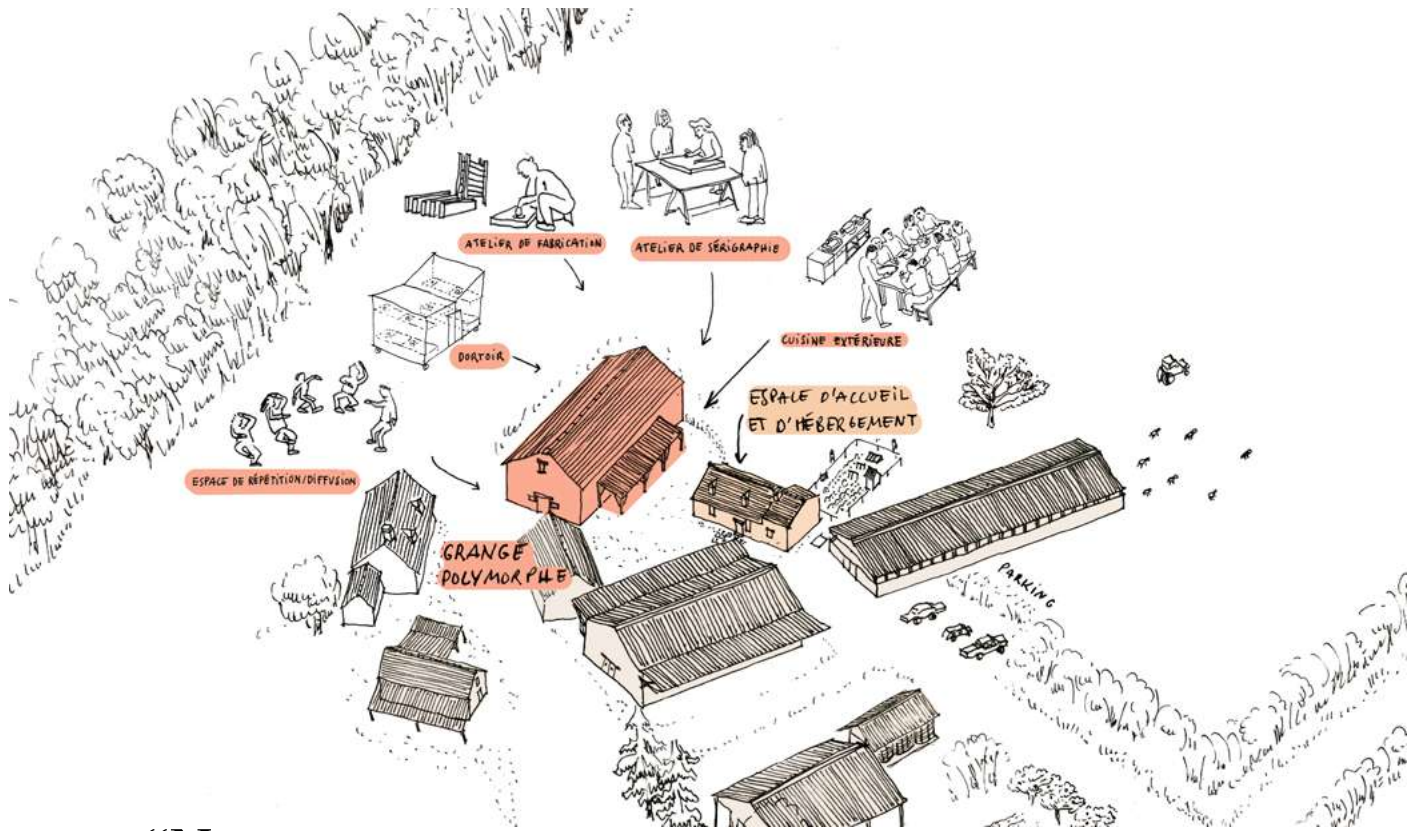 ATELIER DE FABRICATION
ATELIER DE SÉRIGRAPHIE
CUISINE EXTÉRIEURE
DORTOIR
ESPACE D'ACCUEIL
ET D'HÉBERGEMENT
ESPACE DE RÉPÉTITION/DIFFUSION
GRANGE
POLYMORPHE
PARKING